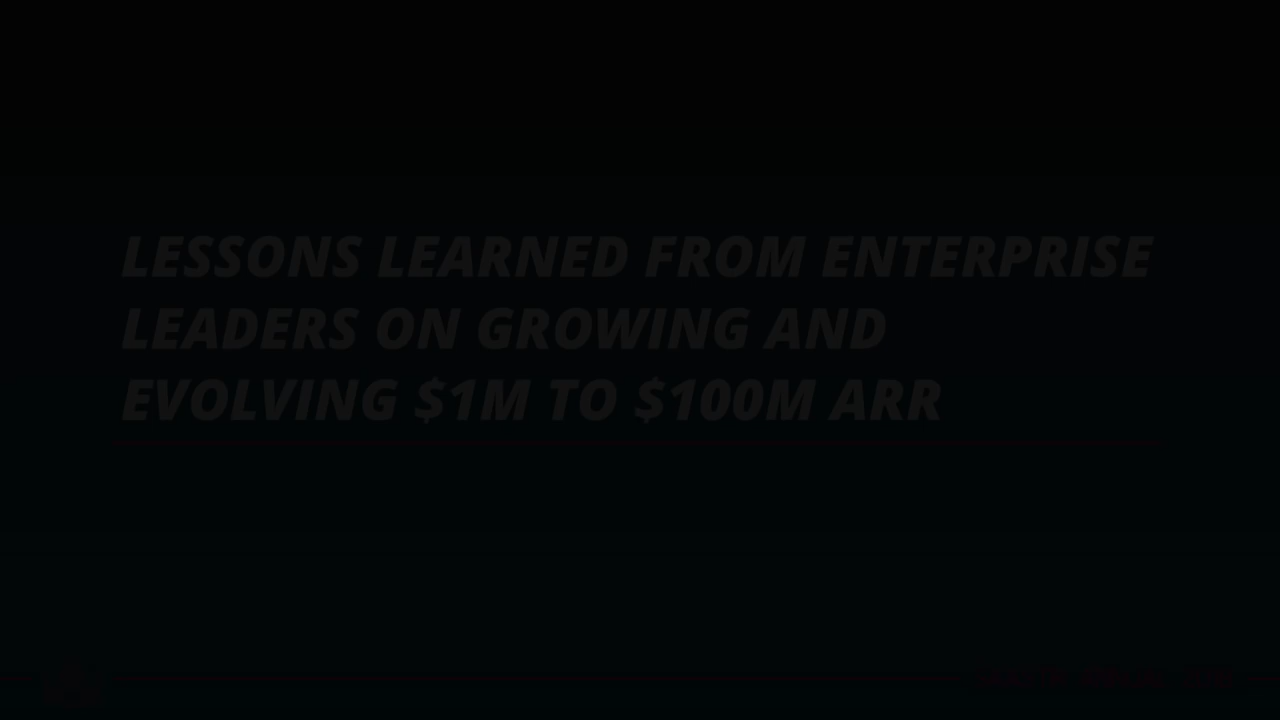 LESSONS LEARNED FROM ENTERPRISE
LEADERS ON GROWING AND
EVOLVING $1M TO $100M ARR